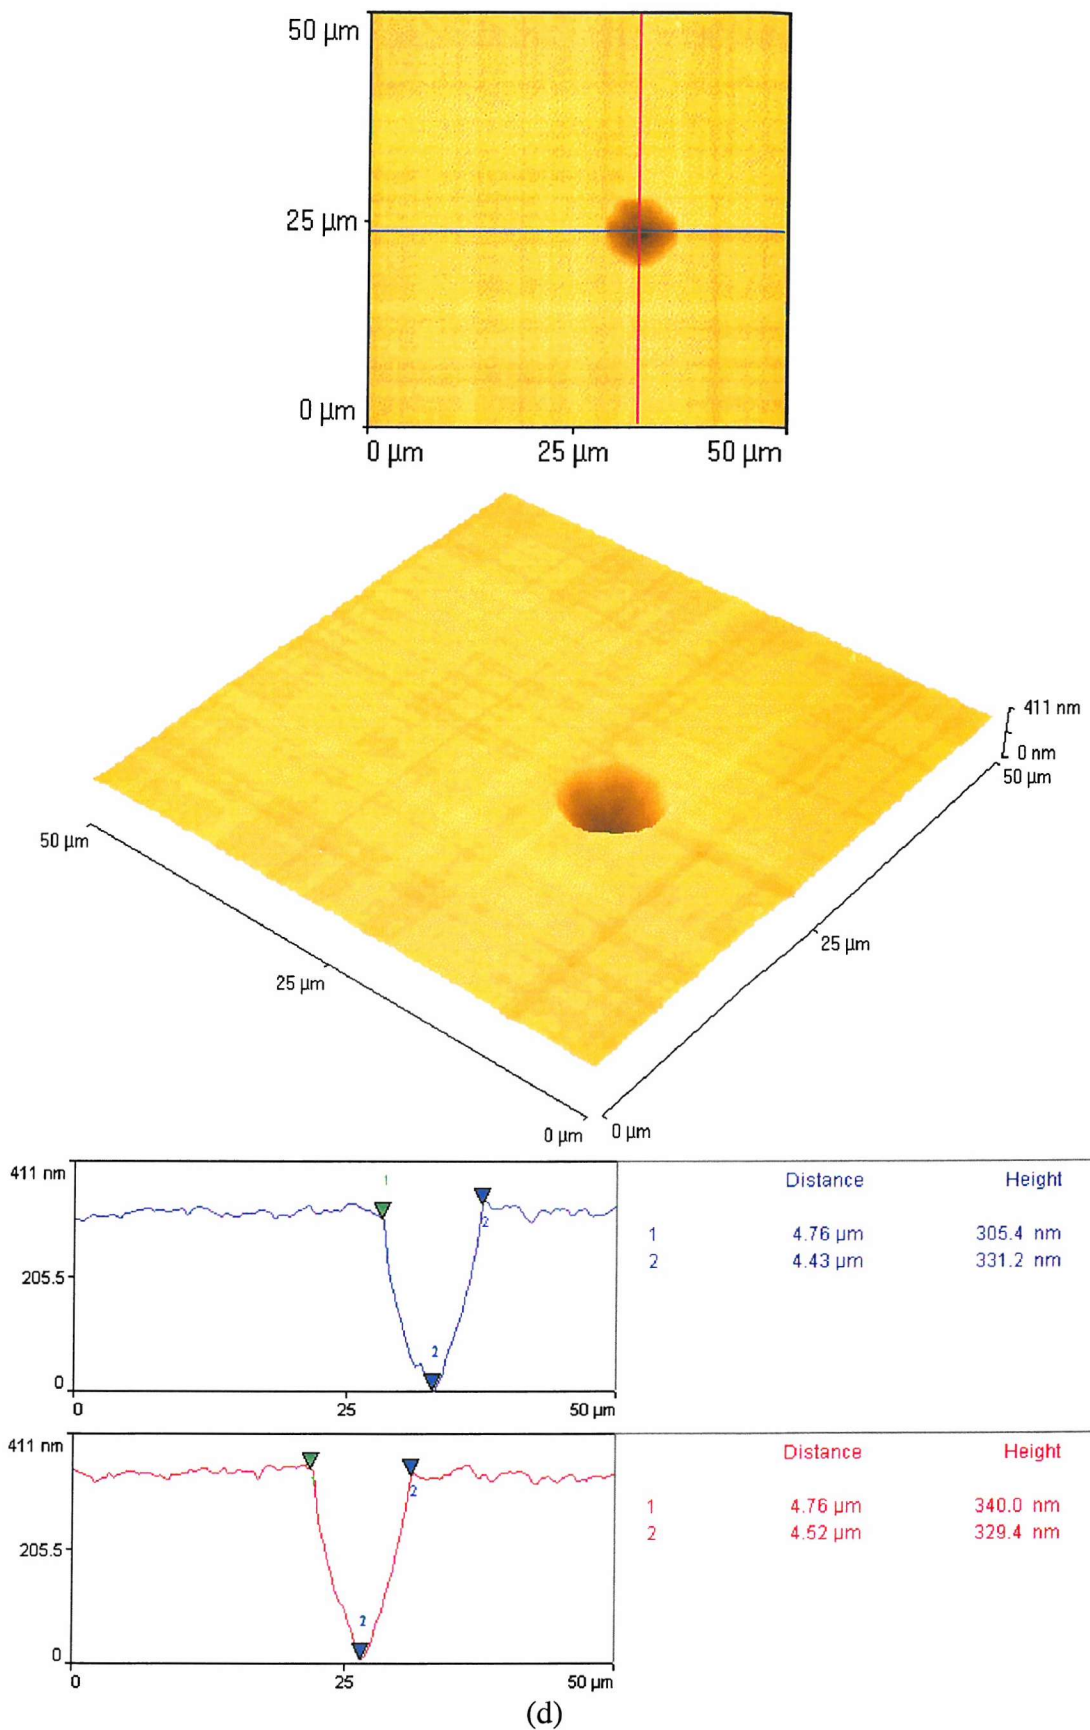 50 µm
25 µm
0 µm
0 µm 25 µm 50 µm
411 nm
0 nm
50 µm
50 µm
25 µm
25 µm
0 µm 0 µm
411 nm
205.5
0
0 25 50 µm
1
2
2
Distance Height
1 4.76 µm 305.4 nm
2 4.43 µm 331.2 nm
411 nm
205.5
0
0 25 50 µm
1
2
2
Distance Height
1 4.76 µm 340.0 nm
2 4.52 µm 329.4 nm
(d)